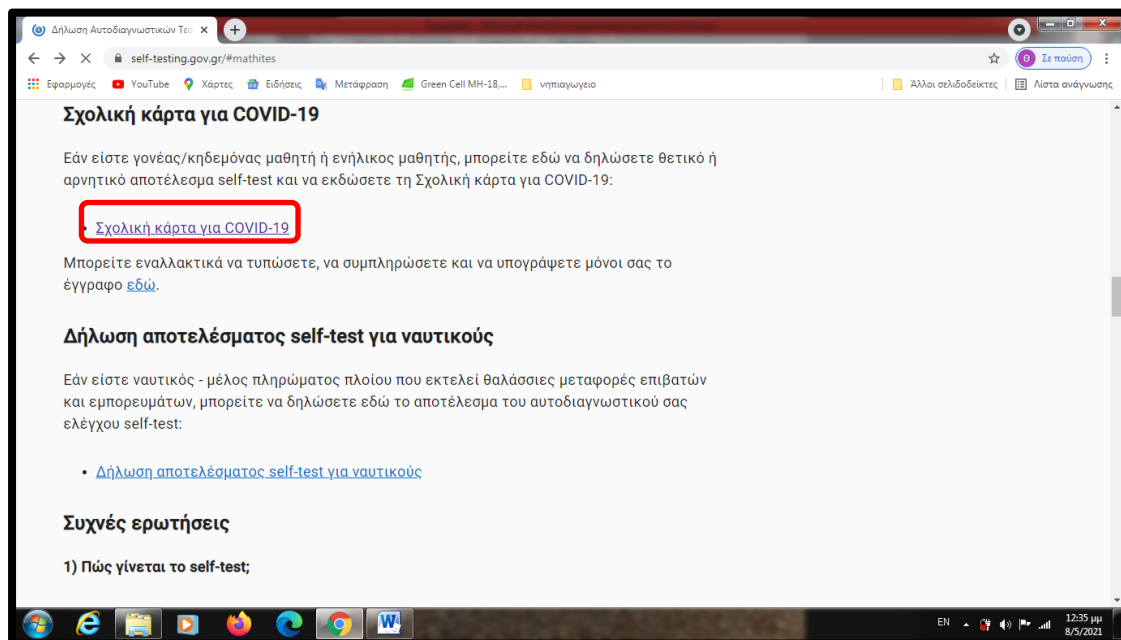 Δήλωση Αυτοδιαγνωστικών Τεσ
self-testing.gov.gr/#mathites
Θ Σε παύση
Εφαρμογές YouTube Χάρτες Ειδήσεις Μετάφραση Green Cell MH-18,... νηπιαγωγειο Άλλοι σελιδοδείκτες Λίστα ανάγνωσης
Σχολική κάρτα για COVID-19
Εάν είστε γονέας/κηδεμόνας μαθητή ή ενήλικος μαθητής, μπορείτε εδώ να δηλώσετε θετικό ή
αρνητικό αποτέλεσμα self-test και να εκδώσετε τη Σχολική κάρτα για COVID-19:
• Σχολική κάρτα για COVID-19
Μπορείτε εναλλακτικά να τυπώσετε, να συμπληρώσετε και να υπογράψετε μόνοι σας το
έγγραφο εδώ.
Δήλωση αποτελέσματος self-test για ναυτικούς
Εάν είστε ναυτικός - μέλος πληρώματος πλοίου που εκτελεί θαλάσσιες μεταφορές επιβατών
και εμπορευμάτων, μπορείτε να δηλώσετε εδώ το αποτέλεσμα του αυτοδιαγνωστικού σας
ελέγχου self-test:
• Δήλωση αποτελέσματος self-test για ναυτικούς
Συχνές ερωτήσεις
1) Πώς γίνεται το self-test;
EN 12:35 μμ
8/5/2021